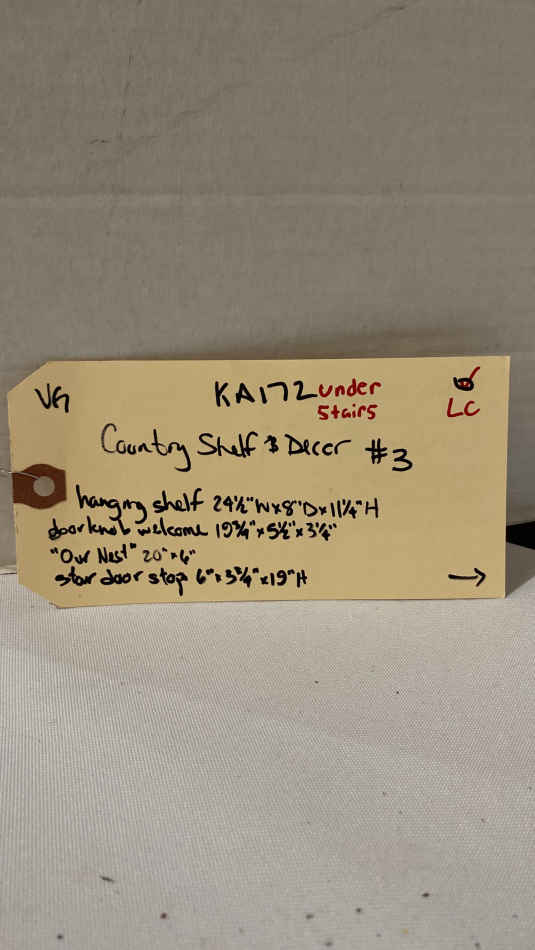 VG KA172 under
stairs LC
Country Shelf & Decor #3
hanging shelf 24½"W x 8"D x 11¼"H
doorknob welcome 19¾" x 5½" x 3¼"
"Our Nest" 20" x 6"
star door stop 6" x 3¾" x 19"H
→